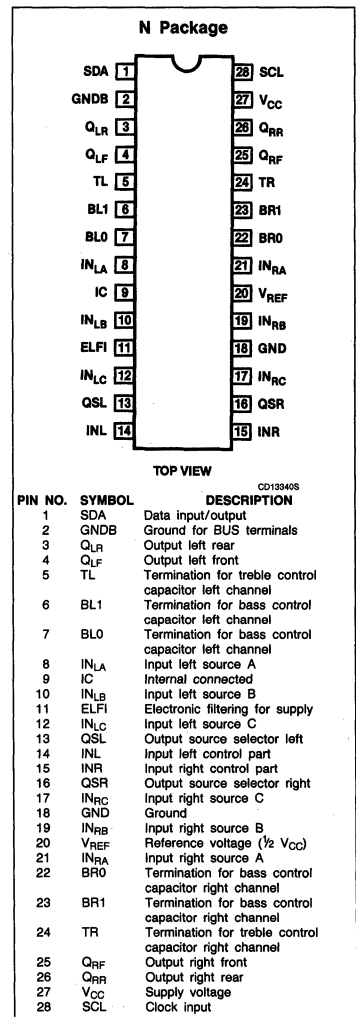 N Package
SDA 1 28 SCL
GNDB 2 27 VCC
QLR 3 26 QRR
QLF 4 25 QRF
TL 5 24 TR
BL1 6 23 BR1
BL0 7 22 BR0
INLA 8 21 INRA
IC 9 20 VREF
INLB 10 19 INRB
ELFI 11 18 GND
INLC 12 17 INRC
QSL 13 16 QSR
INL 14 15 INR
TOP VIEW
CD13340S
PIN NO. SYMBOL DESCRIPTION
1 SDA Data input/output
2 GNDB Ground for BUS terminals
3 QLR Output left rear
4 QLF Output left front
5 TL Termination for treble control
capacitor left channel
6 BL1 Termination for bass control
capacitor left channel
7 BL0 Termination for bass control
capacitor left channel
8 INLA Input left source A
9 IC Internal connected
10 INLB Input left source B
11 ELFI Electronic filtering for supply
12 INLC Input left source C
13 QSL Output source selector left
14 INL Input left control part
15 INR Input right control part
16 QSR Output source selector right
17 INRC Input right source C
18 GND Ground
19 INRB Input right source B
20 VREF Reference voltage (½ VCC)
21 INRA Input right source A
22 BR0 Termination for bass control
capacitor right channel
23 BR1 Termination for bass control
capacitor right channel
24 TR Termination for treble control
capacitor right channel
25 QRF Output right front
26 QRR Output right rear
27 VCC Supply voltage
28 SCL Clock input